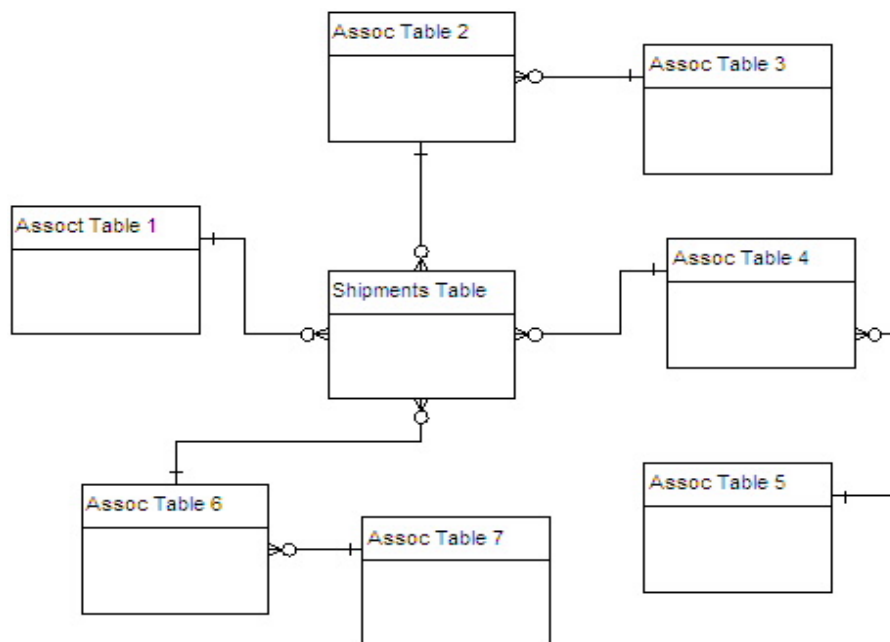 Assoc Table 2
Assoc Table 3
Assoct Table 1
Assoc Table 4
Shipments Table
Assoc Table 5
Assoc Table 6
Assoc Table 7